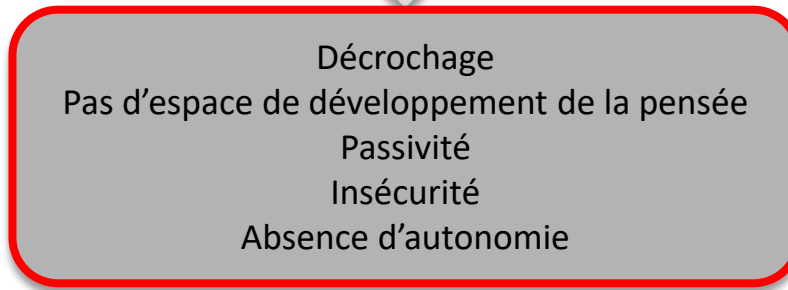 Décrochage
Pas d’espace de développement de la pensée
Passivité
Insécurité
Absence d’autonomie